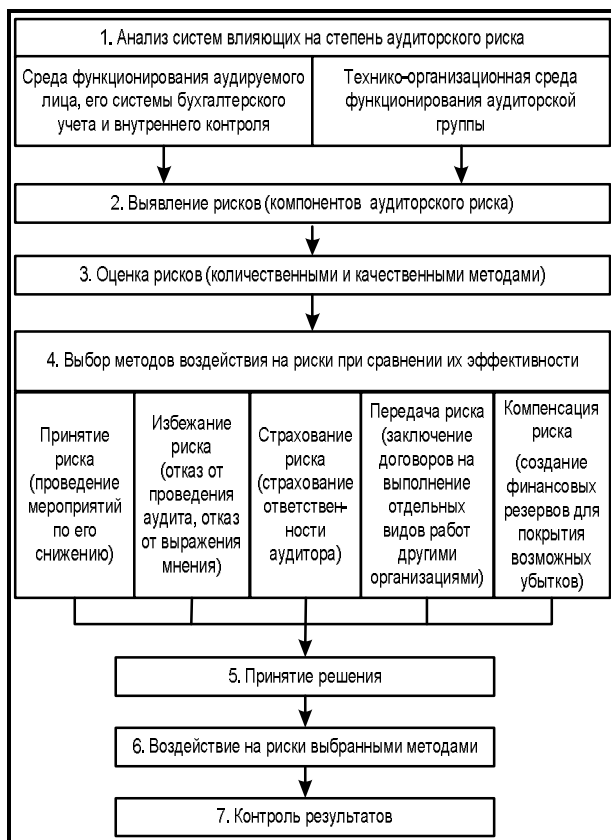 1. Анализ систем влияющих на степень аудиторского риска
Среда функционирования аудируемого
лица, его системы бухгалтерского
учета и внутреннего контроля
Технико-организационная среда
функционирования аудиторской
группы
2. Выявление рисков (компонентов аудиторского риска)
3. Оценка рисков (количественными и качественными методами)
4. Выбор методов воздействия на риски при сравнении их эффективности
Принятие
риска
(проведение
мероприятий
по его
снижению)
Избежание
риска
(отказ от
проведения
аудита, отказ
от выражения
мнения)
Страхование
риска
(страхование
ответствен-
ности
аудитора)
Передача риска
(заключение
договоров на
выполнение
отдельных
видов работ
другими
организациями)
Компенсация
риска
(создание
финансовых
резервов для
покрытия
возможных
убытков)
5. Принятие решения
6. Воздействие на риски выбранными методами
7. Контроль результатов